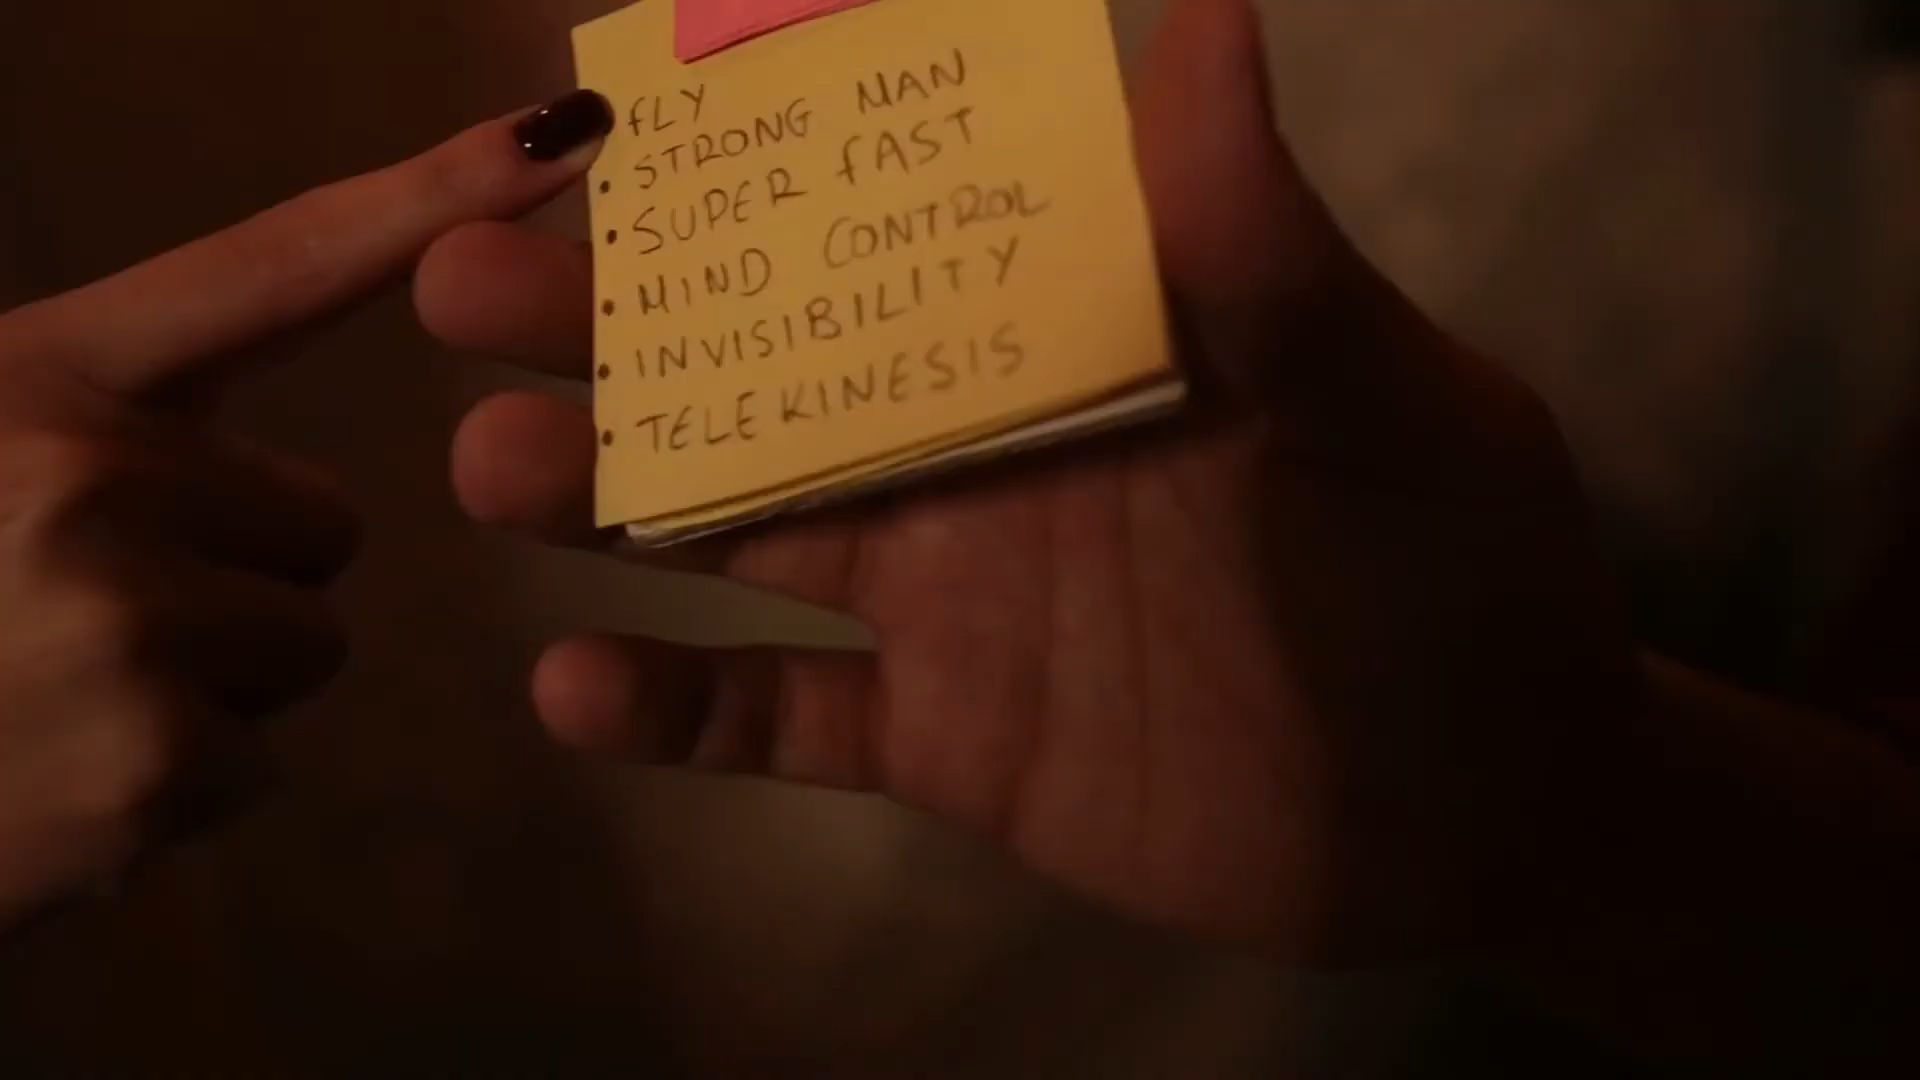 fLY
• STRONG MAN
• SUPER fAST
• MIND CONTROL
• INVISIBILITY
• TELEKINESIS